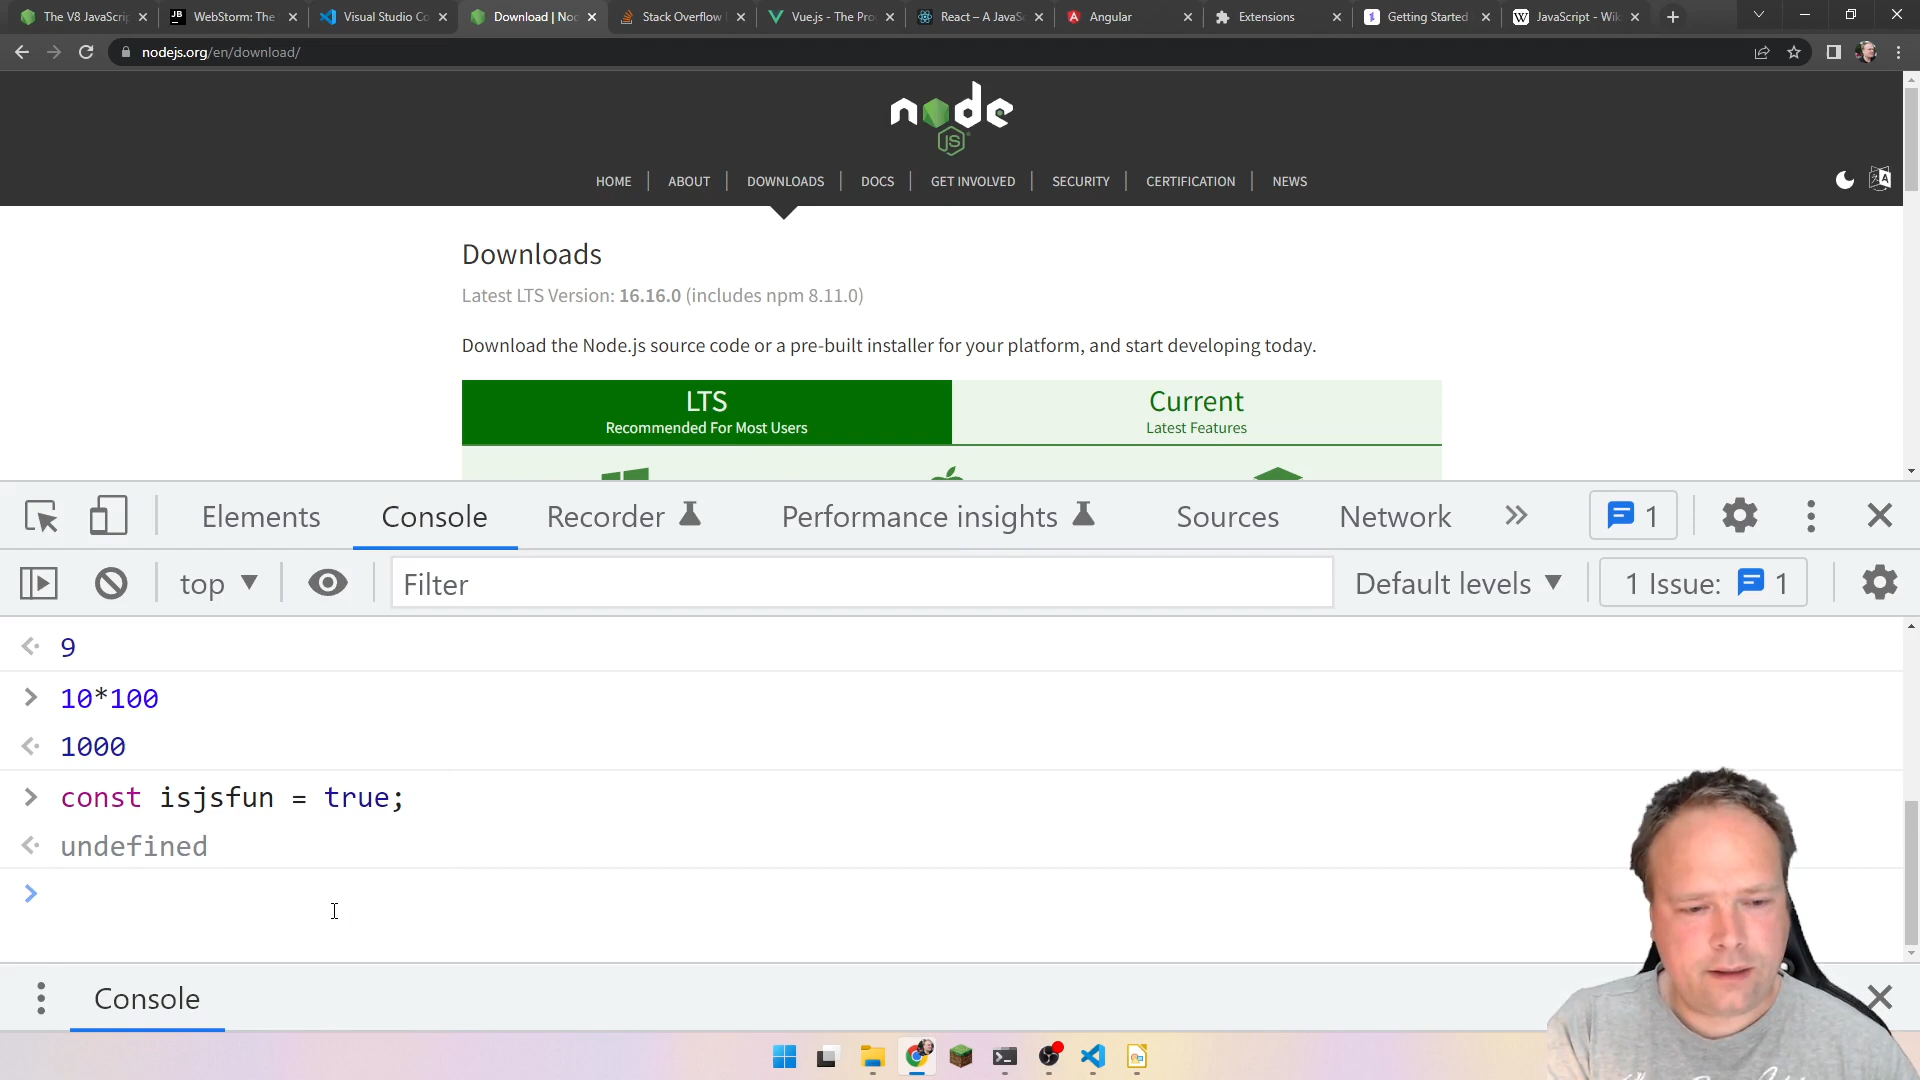 The V8 JavaScri
WebStorm: The
Visual Studio Co
Download | No
Stack Overflow
Vue.js - The Pro
React – A JavaS
Angular
Extensions
Getting Started
JavaScript - Wik
nodejs.org/en/download/
node
JS
HOME
ABOUT
DOWNLOADS
DOCS
GET INVOLVED
SECURITY
CERTIFICATION
NEWS
Downloads
Latest LTS Version: 16.16.0 (includes npm 8.11.0)
Download the Node.js source code or a pre-built installer for your platform, and start developing today.
LTS
Recommended For Most Users
Current
Latest Features
Elements
Console
Recorder
Performance insights
Sources
Network
1
top
Filter
Default levels
1 Issue: 1
9
10*100
1000
const isjsfun = true;
undefined
Console